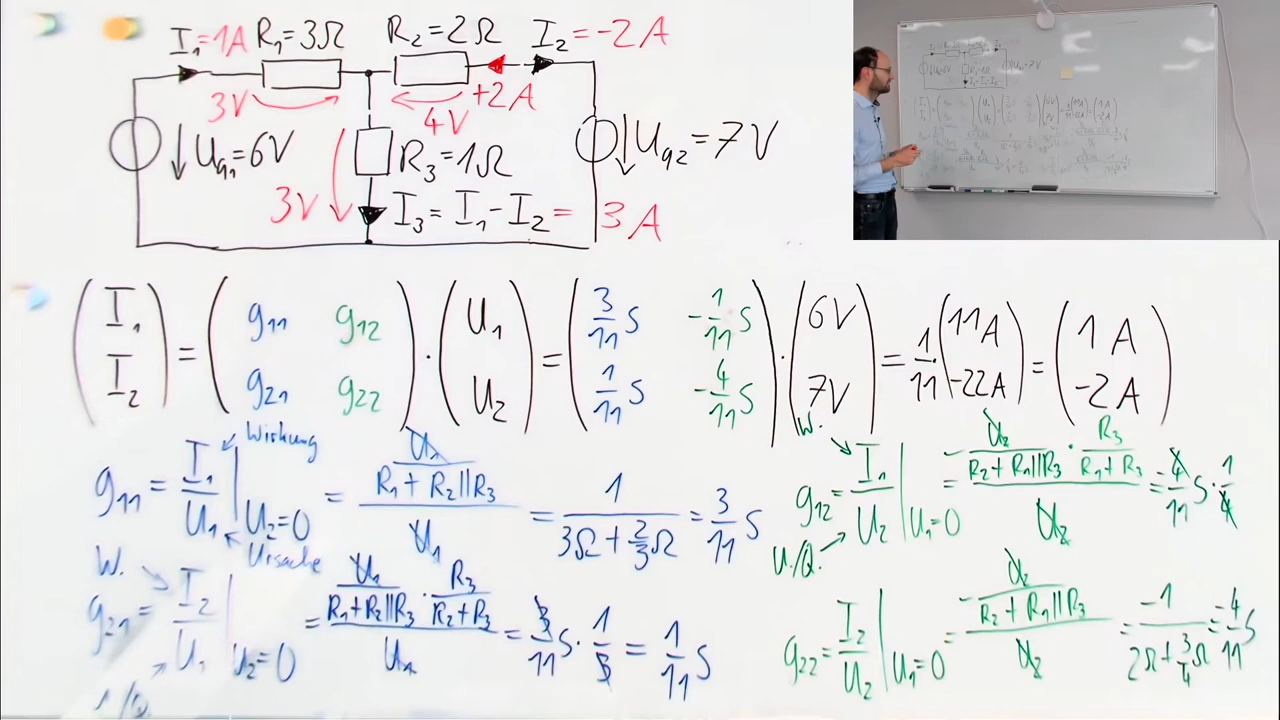 I₁=1A R₁=3Ω R₂=2Ω I₂=-2A
3V 4V +2A
U_q1=6V R₃=1Ω U_q2=7V
3V I₃=I₁-I₂=3A
(I₁ I₂) = (g₁₁ g₁₂ g₂₁ g₂₂) · (U₁ U₂) = (3/11 S -1/11 S 1/11 S -4/11 S) · (6V 7V) = 1/11 · (11A -22A) = (1A -2A)
Wirkung
g₁₁ = I₁/U₁ | U₂=0 = (U₁/(R₁+R₂||R₃))/U₁ = 1/(3Ω+2/3Ω) = 3/11 S
Ursache
W.
g₂₁ = I₂/U₁ | U₂=0 = (U₁/(R₁+R₂||R₃) · R₃/(R₂+R₃))/U₁ = 3/11 S · 1/3 = 1/11 S
W.
g₁₂ = I₁/U₂ | U₁=0 = (-U₂/(R₂+R₁||R₃) · R₃/(R₁+R₃))/U₂ = -4/11 S · 1/4
U./Q.
g₂₂ = I₂/U₂ | U₁=0 = (-U₂/(R₂+R₁||R₃))/U₂ = -1/(2Ω+3/4Ω) = -4/11 S